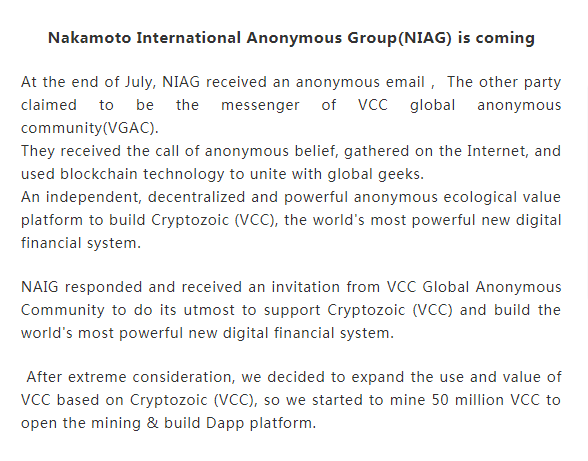 Nakamoto International Anonymous Group(NIAG) is coming
At the end of July, NIAG received an anonymous email , The other party
claimed to be the messenger of VCC global anonymous
community(VGAC).
They received the call of anonymous belief, gathered on the Internet, and
used blockchain technology to unite with global geeks.
An independent, decentralized and powerful anonymous ecological value
platform to build Cryptozoic (VCC), the world's most powerful new digital
financial system.
NAIG responded and received an invitation from VCC Global Anonymous
Community to do its utmost to support Cryptozoic (VCC) and build the
world's most powerful new digital financial system.
After extreme consideration, we decided to expand the use and value of
VCC based on Cryptozoic (VCC), so we started to mine 50 million VCC to
open the mining & build Dapp platform.